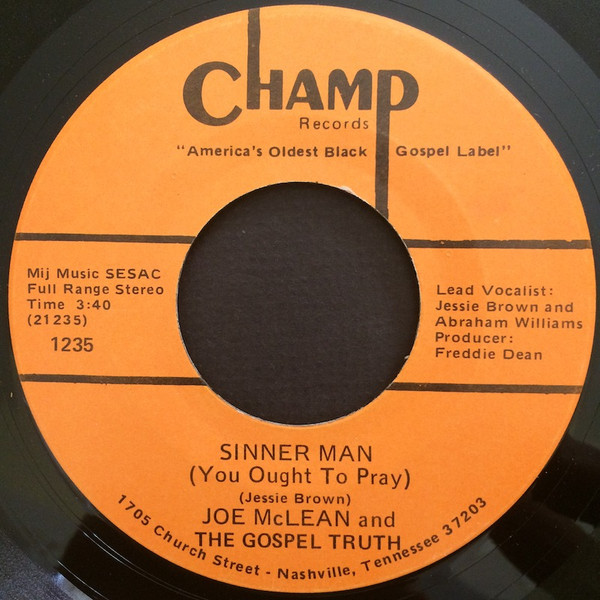 CHAMP
Records
"America's Oldest Black Gospel Label"
Mij Music SESAC
Full Range Stereo
Time 3:40
(21235)
1235
Lead Vocalist:
Jessie Brown and
Abraham Williams
Producer:
Freddie Dean
SINNER MAN
(You Ought To Pray)
(Jessie Brown)
JOE McLEAN and
THE GOSPEL TRUTH
1705 Church Street - Nashville, Tennessee 37203